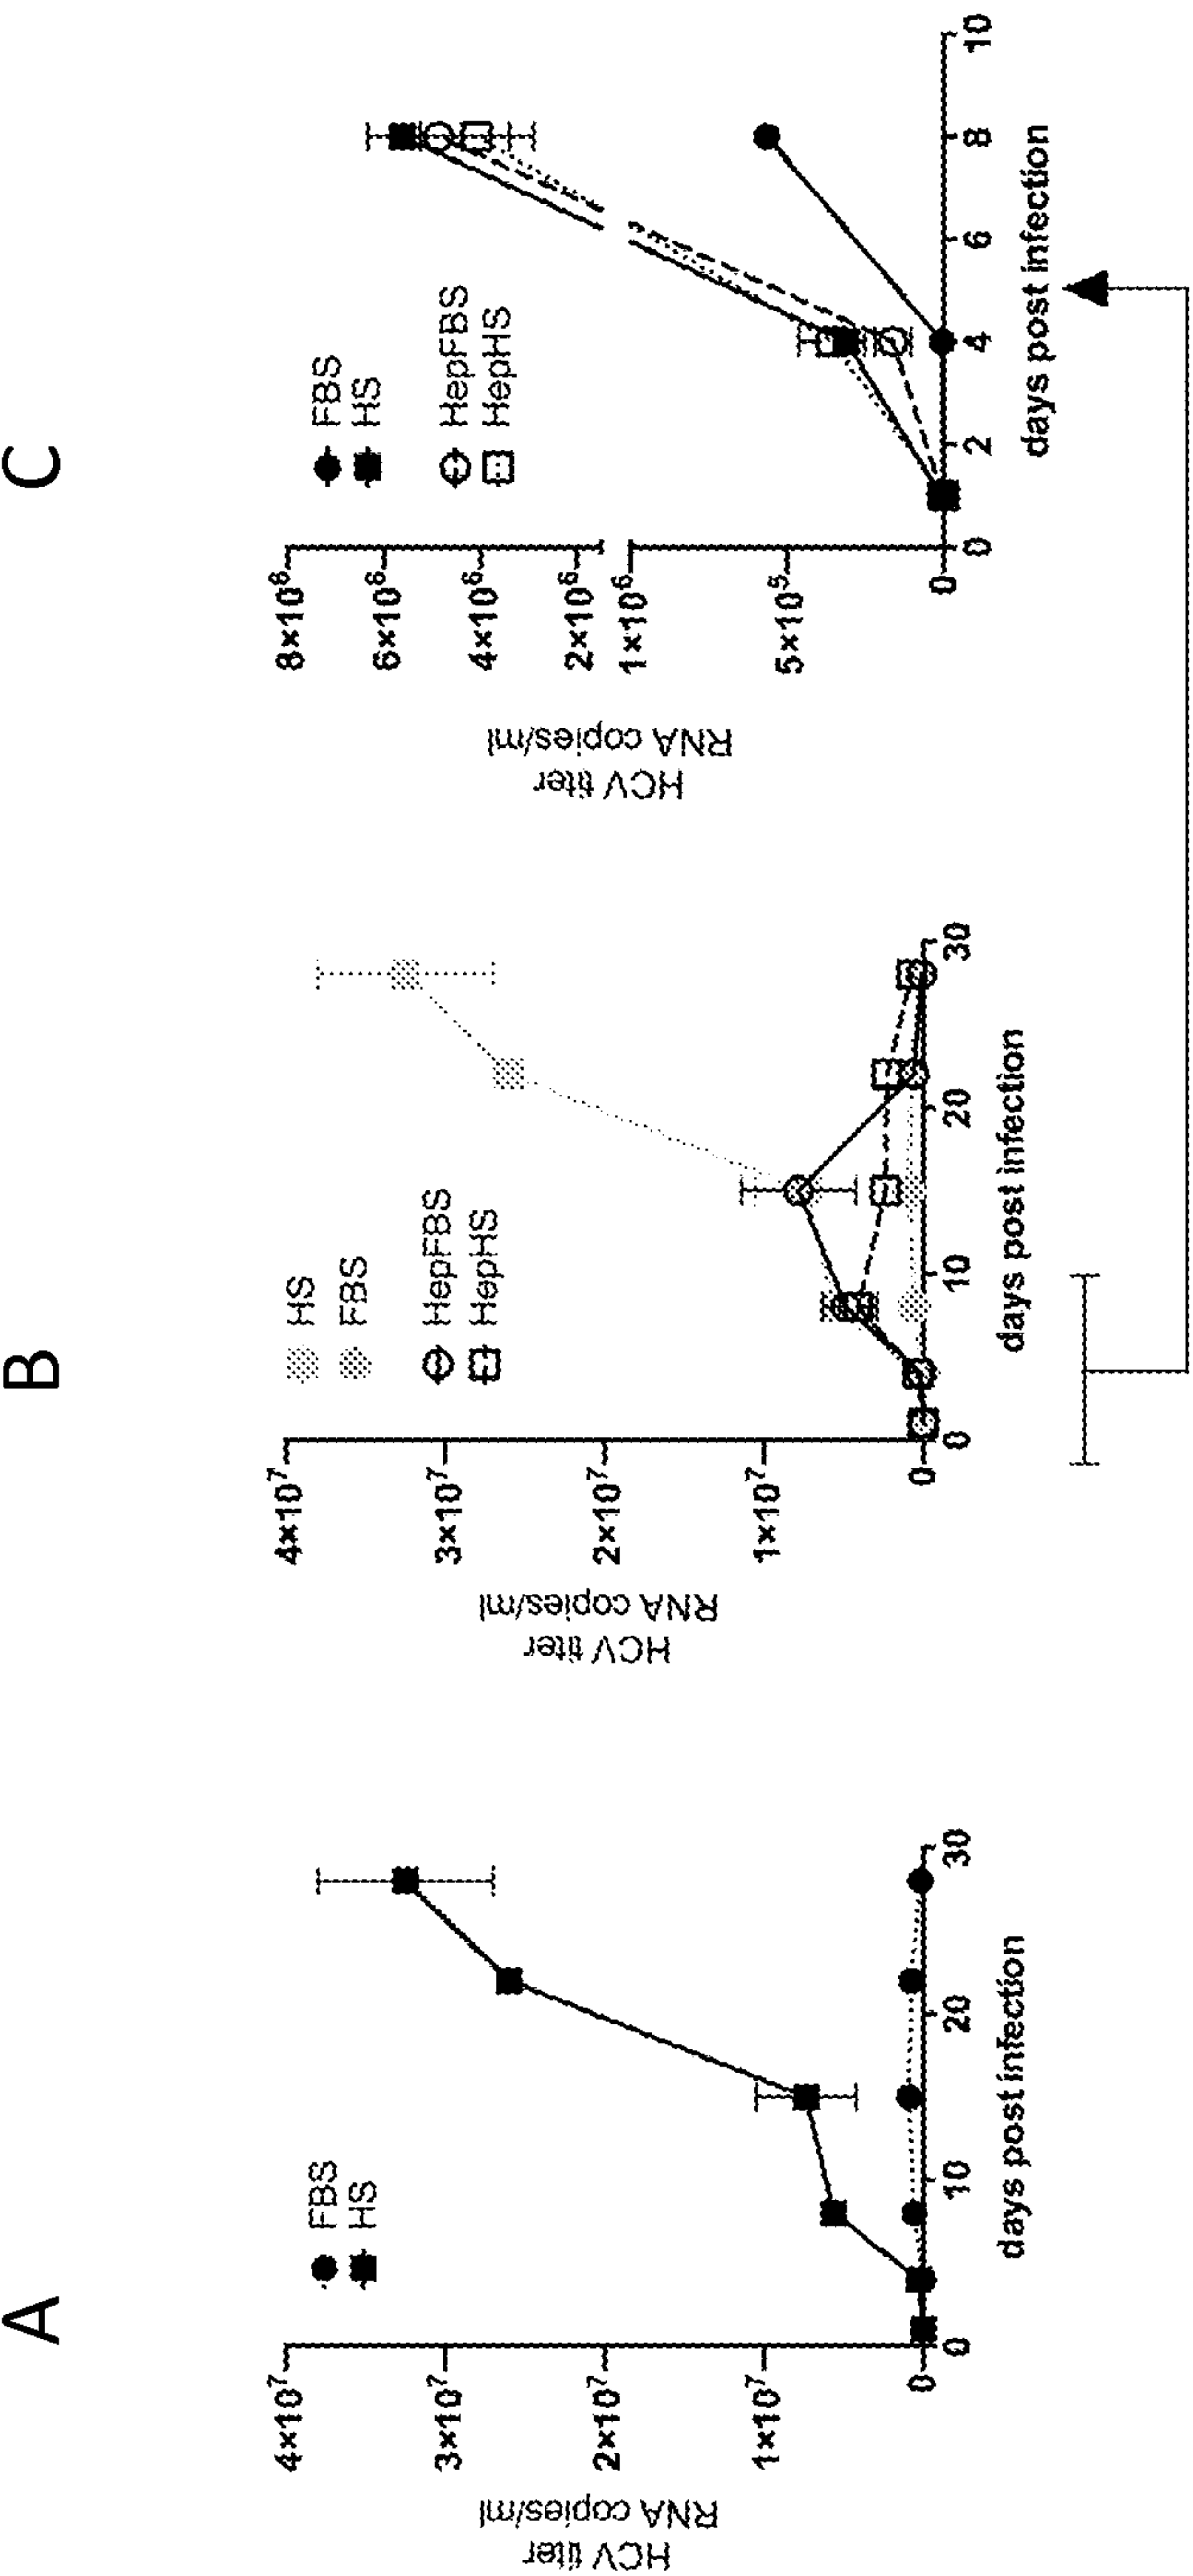 A
HCV titer
RNA copies/ml
4×10⁷
3×10⁷
2×10⁷
1×10⁷
0
0
10
20
30
days post infection
FBS
HS
B
HCV titer
RNA copies/ml
4×10⁷
3×10⁷
2×10⁷
1×10⁷
0
0
10
20
30
days post infection
HS
FBS
HepFBS
HepHS
C
HCV titer
RNA copies/ml
8×10⁶
6×10⁶
4×10⁶
2×10⁶
1×10⁶
5×10⁵
0
0
2
4
6
8
10
days post infection
FBS
HS
HepFBS
HepHS